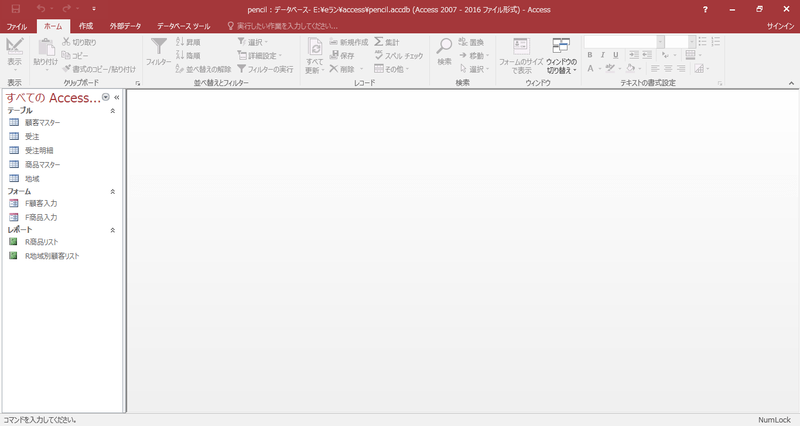 pencil : データベース- E:¥eラン¥access¥pencil.accdb (Access 2007 - 2016 ファイル形式) - Access
ファイル ホーム 作成 外部データ データベース ツール 実行したい作業を入力してください... サインイン
表示
表示
貼り付け
切り取り
コピー
書式のコピー/貼り付け
クリップボード
フィルター
昇順
降順
並べ替えの解除
選択
詳細設定
フィルターの実行
並べ替えとフィルター
すべて
更新
新規作成
保存
削除
集計
スペル チェック
その他
レコード
検索
置換
移動
選択
検索
フォームのサイズ
で表示
ウィンドウの
切り替え
ウィンドウ
B I U
A
テキストの書式設定
すべての Access...
テーブル
顧客マスター
受注
受注明細
商品マスター
地域
フォーム
F顧客入力
F商品入力
レポート
R商品リスト
R地域別顧客リスト
コマンドを入力してください。 NumLock